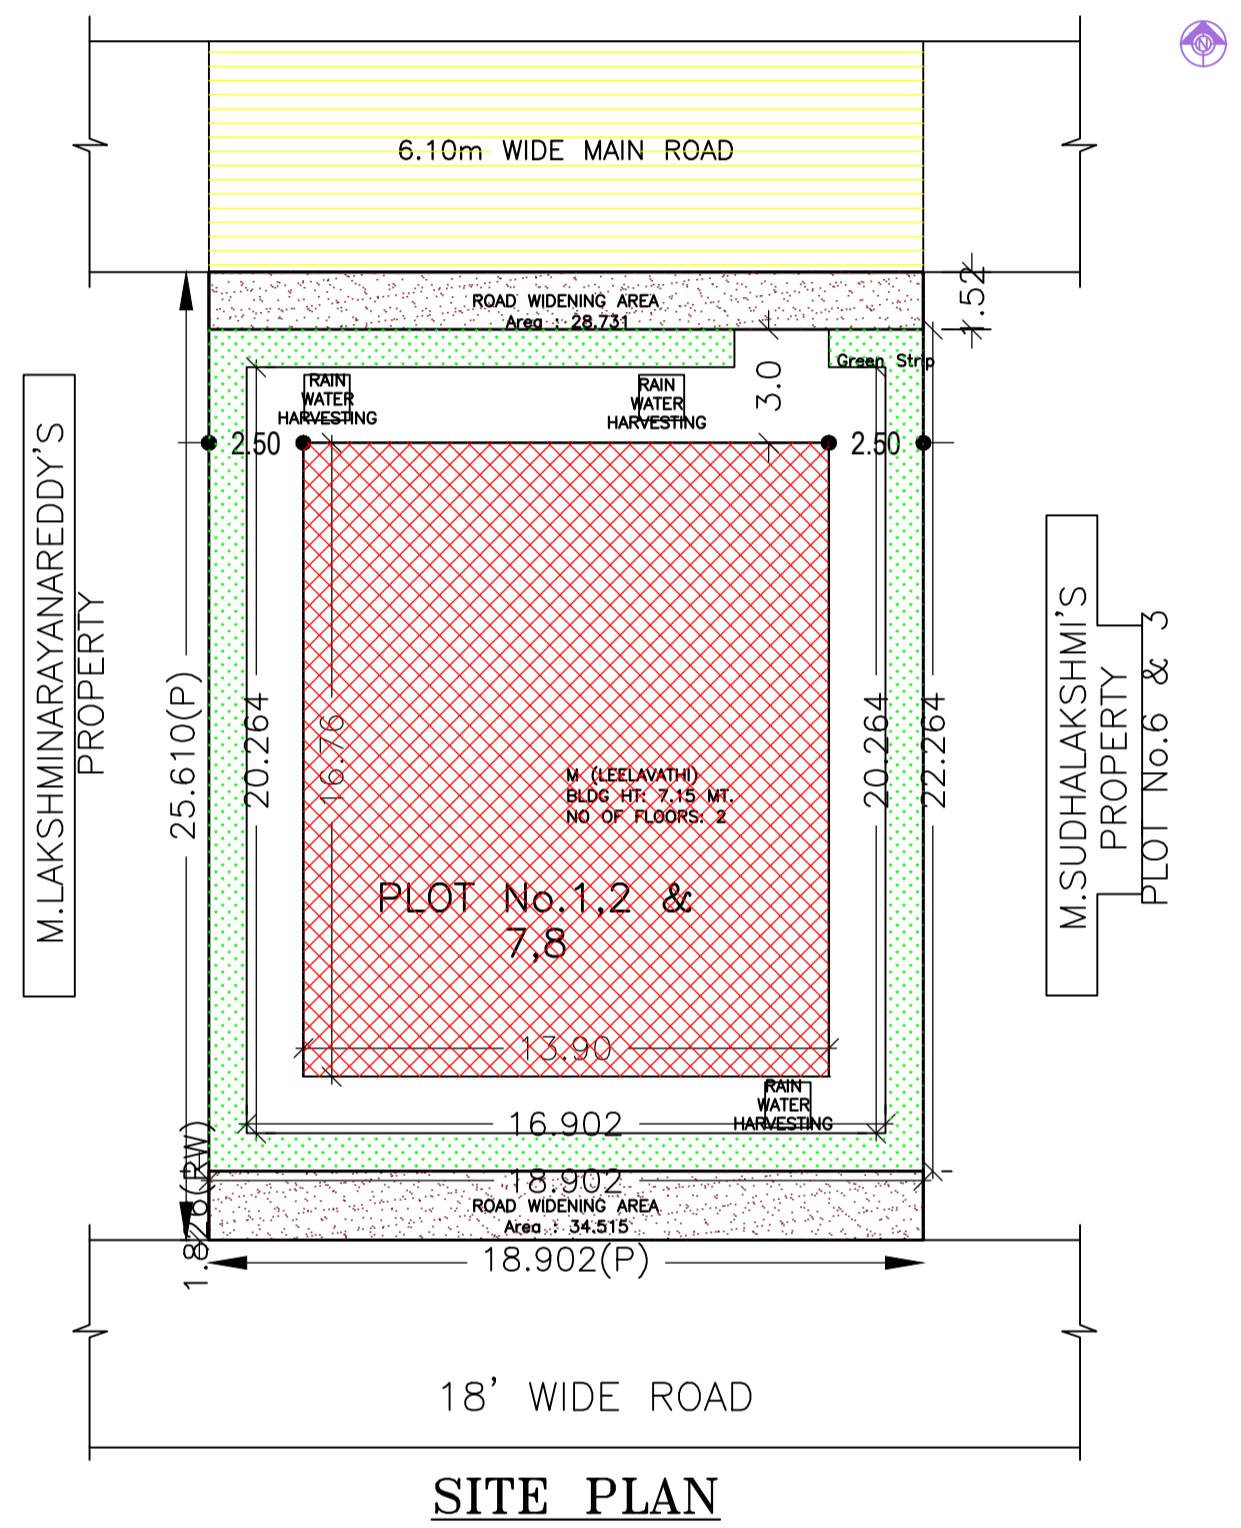 N
6.10m WIDE MAIN ROAD
ROAD WIDENING AREA
Area : 28.731
1.52
Green Strip
3.0
RAIN
WATER
HARVESTING
RAIN
WATER
HARVESTING
2.50
2.50
M.LAKSHMINARAYANAREDDY'S
PROPERTY
25.610(P)
20.264
16.76
20.264
22.264
M.SUDHALAKSHMI'S
PROPERTY
PLOT No.6 & 3
M (LEELAVATHI)
BLDG HT: 7.15 MT.
NO OF FLOORS: 2
PLOT No.1,2 &
7,8
13.90
RAIN
WATER
HARVESTING
16.902
18.902
1.826(RW)
ROAD WIDENING AREA
Area : 34.515
18.902(P)
18' WIDE ROAD
SITE PLAN